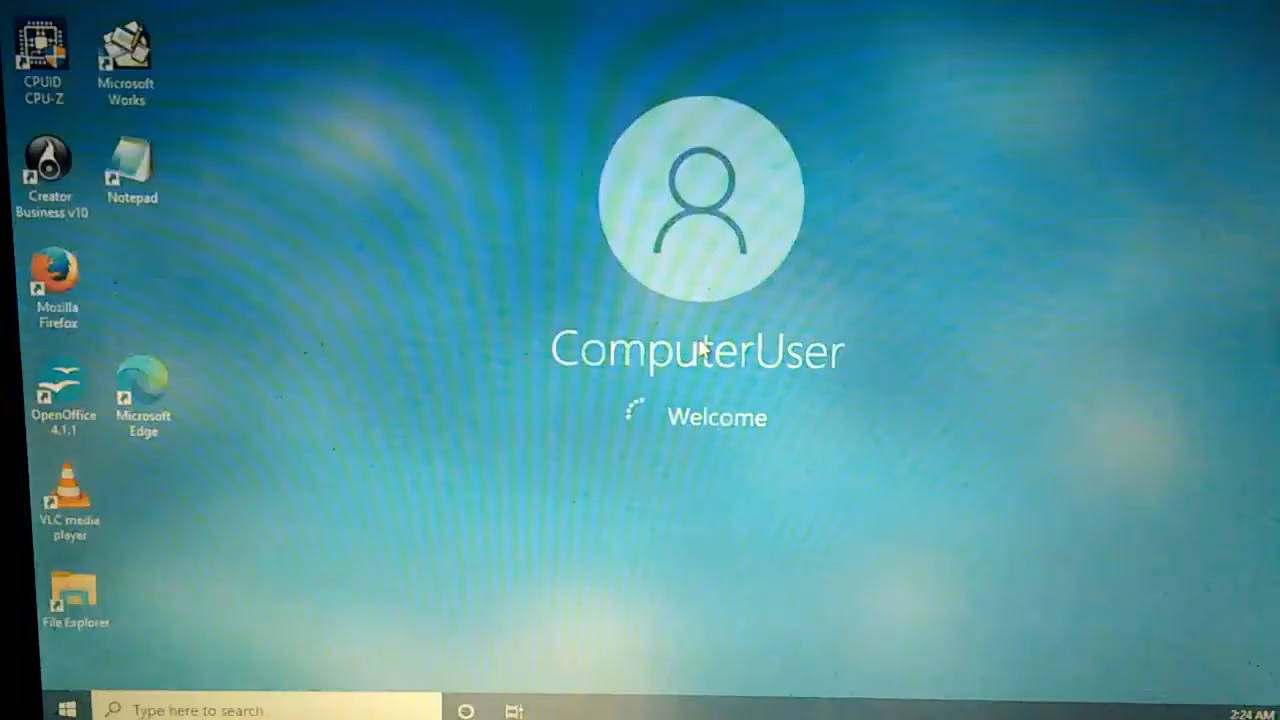 CPUID
CPU-Z
Microsoft
Works
Creator
Business v10
Notepad
Mozilla
Firefox
OpenOffice
4.1.1
Microsoft
Edge
VLC media
player
File Explorer
ComputerUser
Welcome
Type here to search
2:24 AM